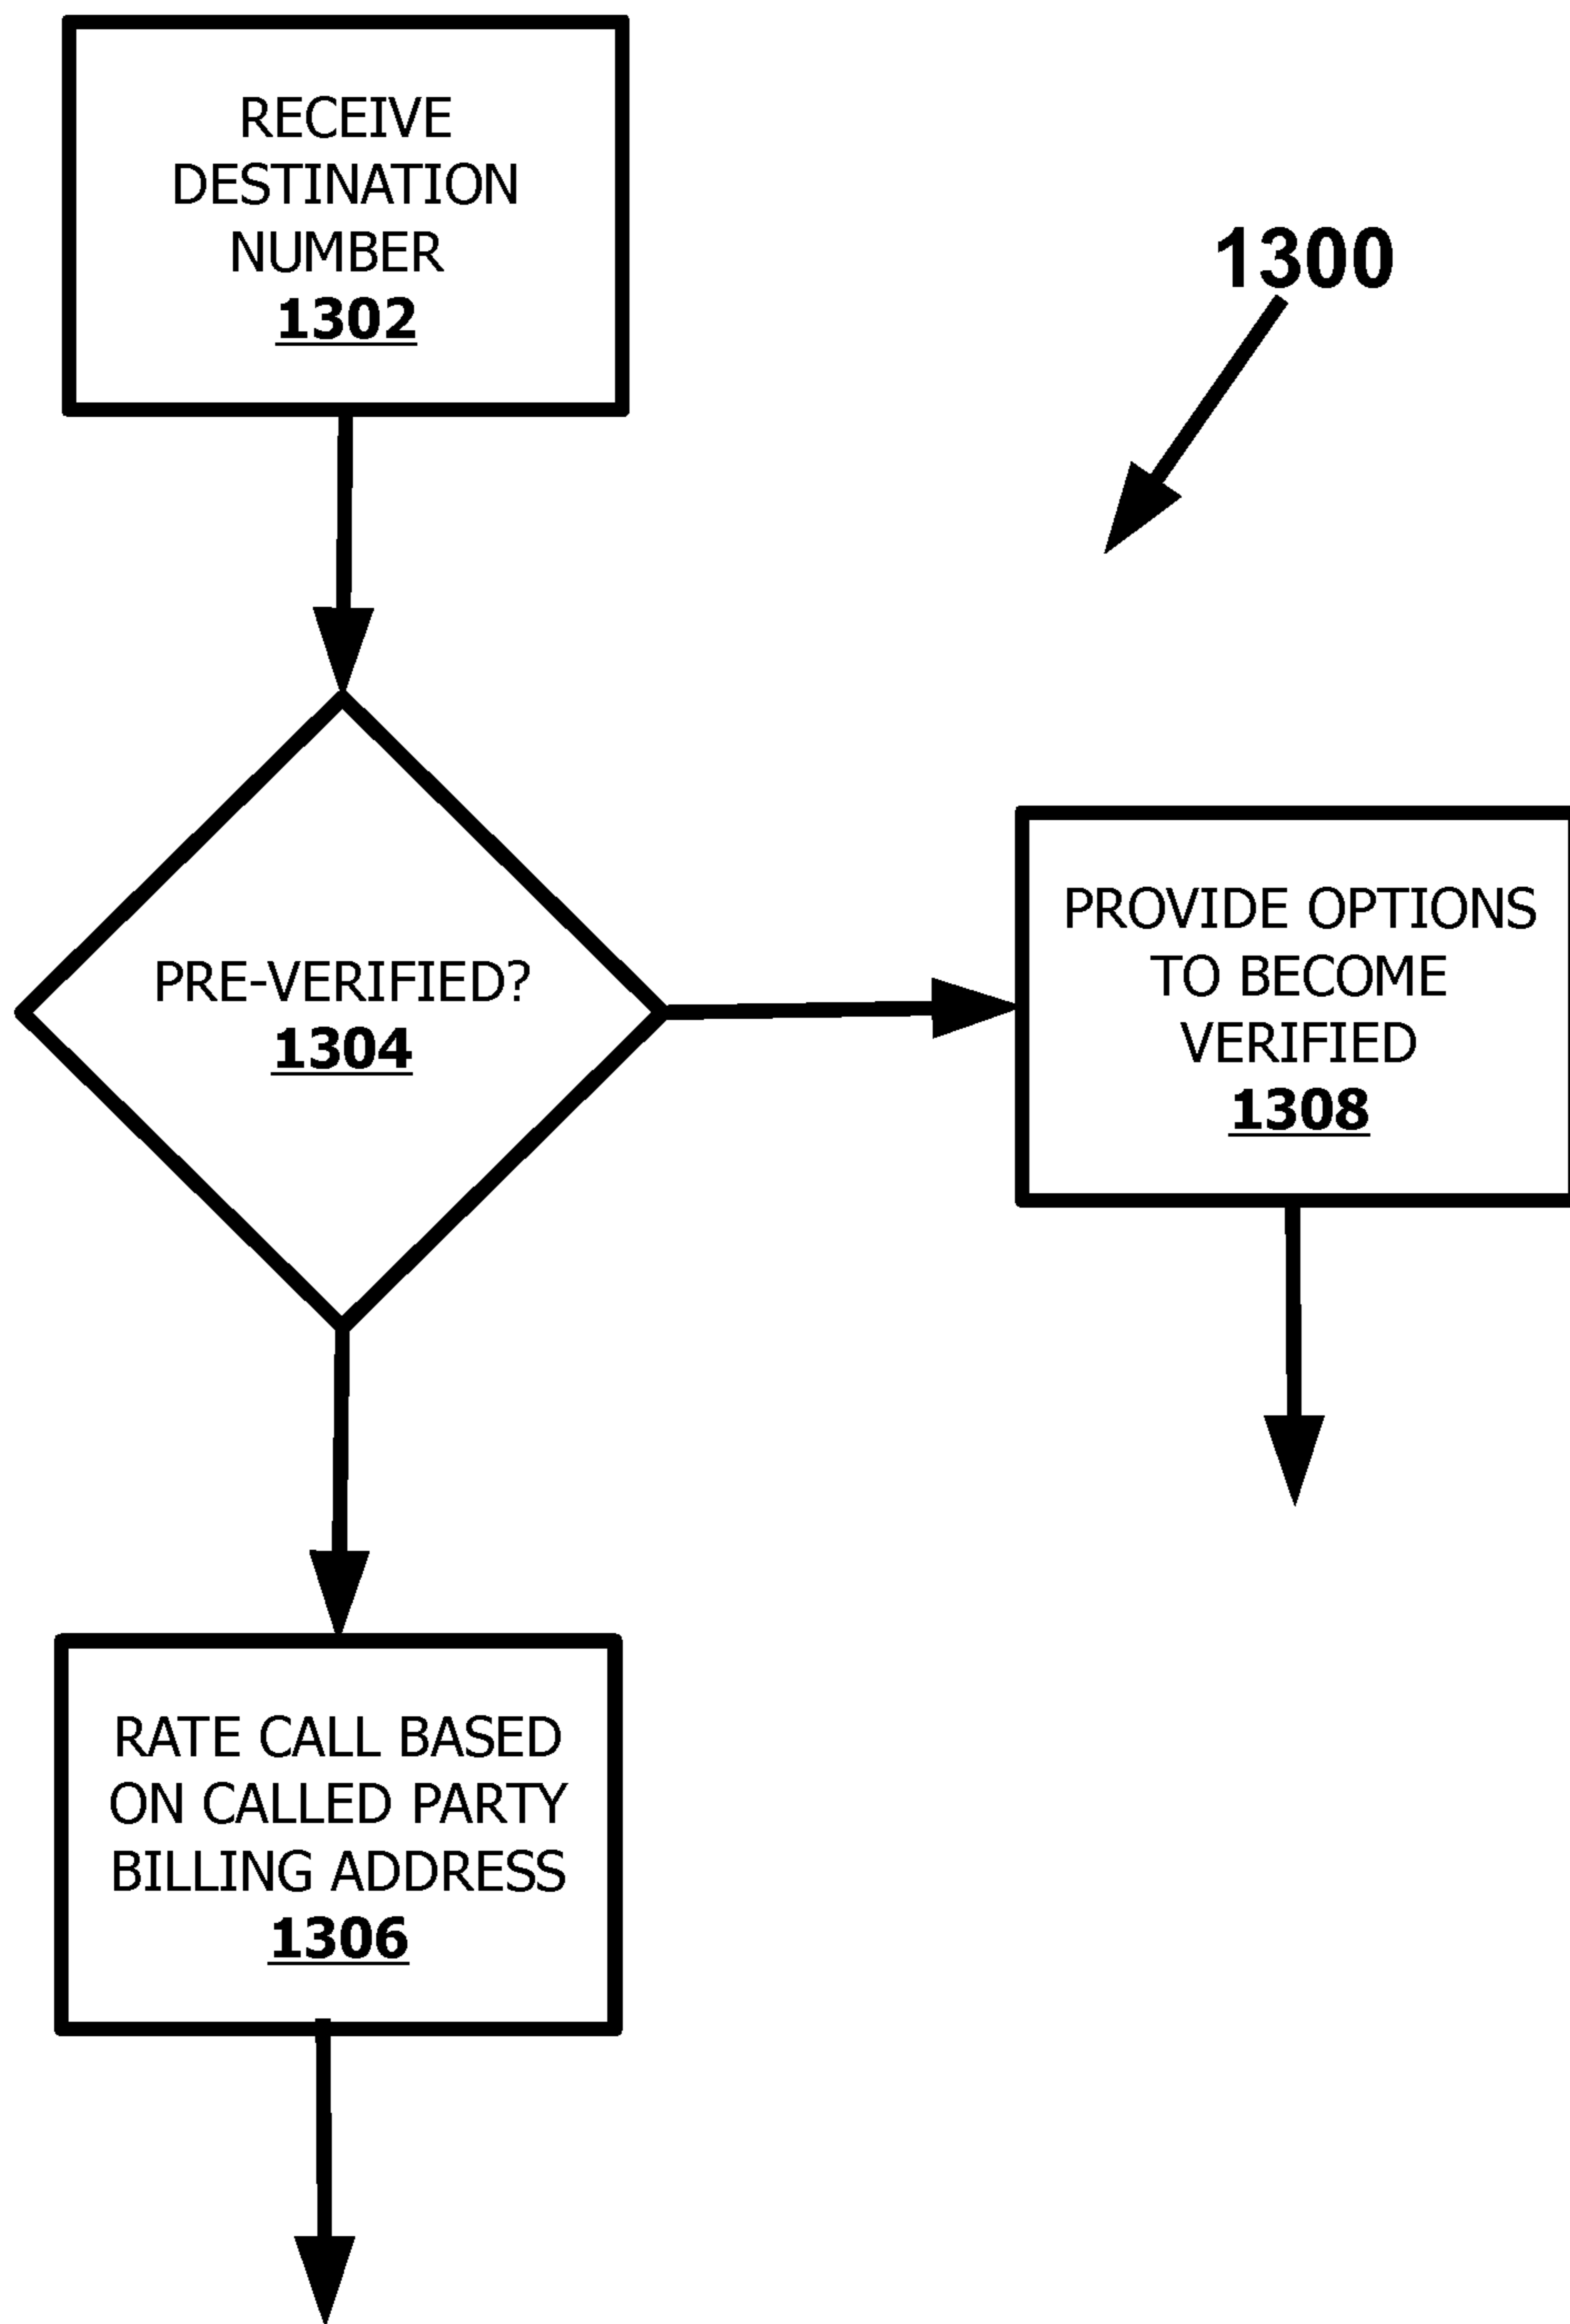 RECEIVE
DESTINATION
NUMBER
1302
1300
PRE-VERIFIED?
1304
PROVIDE OPTIONS
TO BECOME
VERIFIED
1308
RATE CALL BASED
ON CALLED PARTY
BILLING ADDRESS
1306